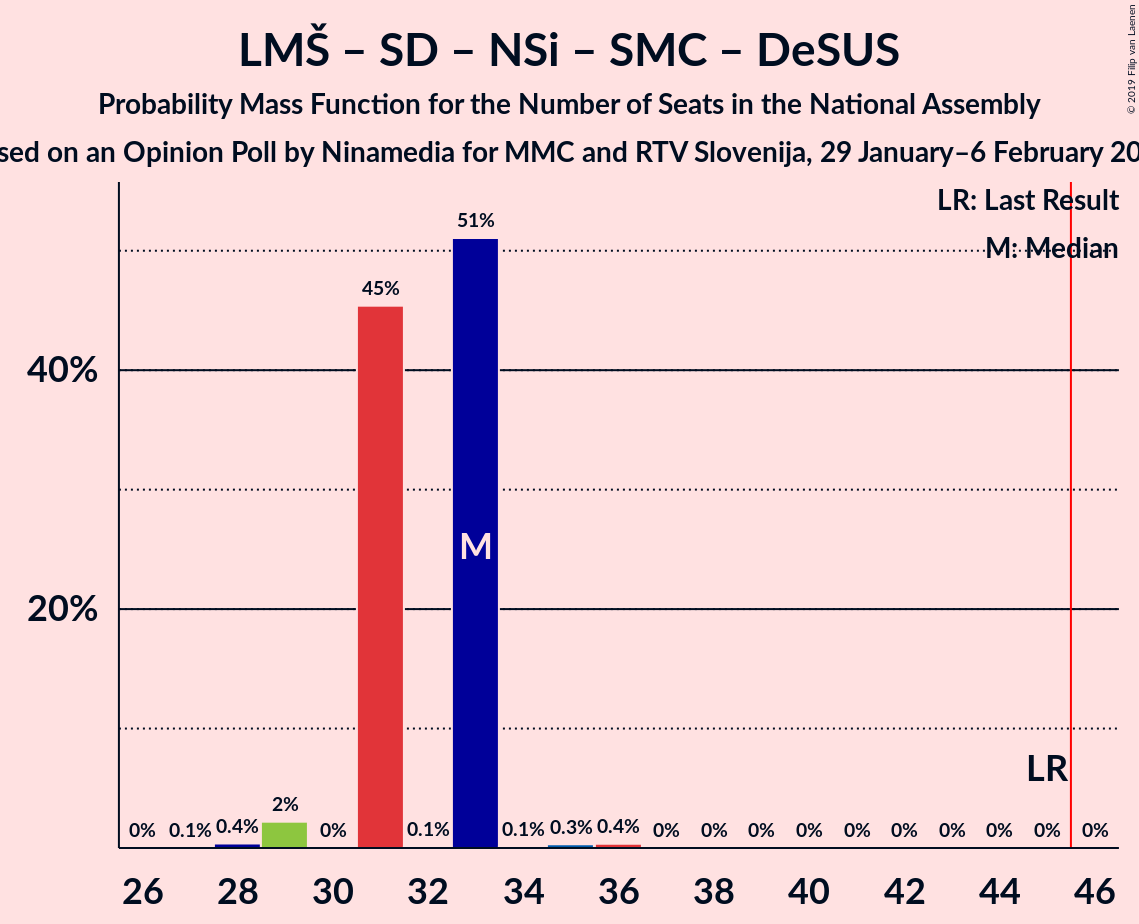 LMŠ – SD – NSi – SMC – DeSUS
Probability Mass Function for the Number of Seats in the National Assembly
sed on an Opinion Poll by Ninamedia for MMC and RTV Slovenija, 29 January–6 February 20
© 2019 Filip van Laenen
LR: Last Result
M: Median
51%
45%
40%
M
20%
LR
2%
0% 0.1% 0.4% 0% 0.1% 0.1% 0.3% 0.4% 0% 0% 0% 0% 0% 0% 0% 0% 0% 0%
26 28 30 32 34 36 38 40 42 44 46